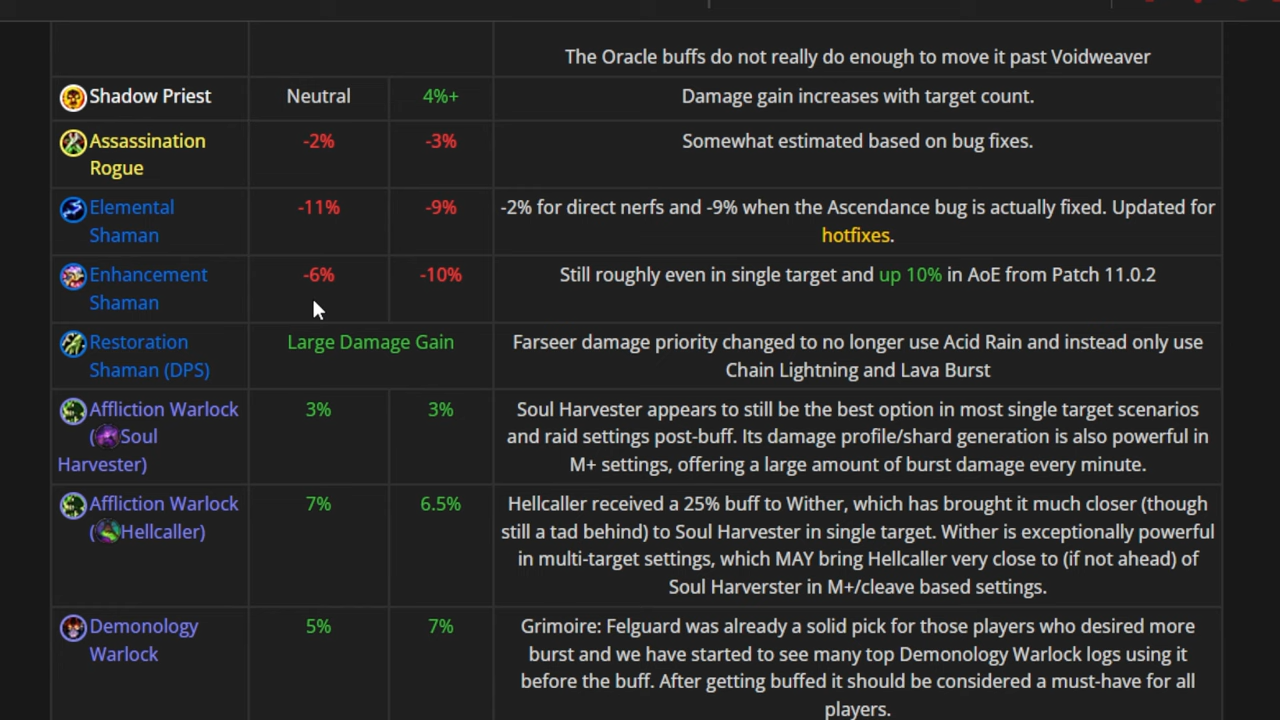 The Oracle buffs do not really do enough to move it past Voidweaver
Shadow Priest Neutral 4%+ Damage gain increases with target count.
Assassination -2% -3% Somewhat estimated based on bug fixes.
Rogue
Elemental -11% -9% -2% for direct nerfs and -9% when the Ascendance bug is actually fixed. Updated for
Shaman hotfixes.
Enhancement -6% -10% Still roughly even in single target and up 10% in AoE from Patch 11.0.2
Shaman
Restoration Large Damage Gain Farseer damage priority changed to no longer use Acid Rain and instead only use
Shaman (DPS) Chain Lightning and Lava Burst
Affliction Warlock 3% 3% Soul Harvester appears to still be the best option in most single target scenarios
(Soul and raid settings post-buff. Its damage profile/shard generation is also powerful in
Harvester) M+ settings, offering a large amount of burst damage every minute.
Affliction Warlock 7% 6.5% Hellcaller received a 25% buff to Wither, which has brought it much closer (though
(Hellcaller) still a tad behind) to Soul Harvester in single target. Wither is exceptionally powerful
in multi-target settings, which MAY bring Hellcaller very close to (if not ahead) of
Soul Harverster in M+/cleave based settings.
Demonology 5% 7% Grimoire: Felguard was already a solid pick for those players who desired more
Warlock burst and we have started to see many top Demonology Warlock logs using it
before the buff. After getting buffed it should be considered a must-have for all
players.